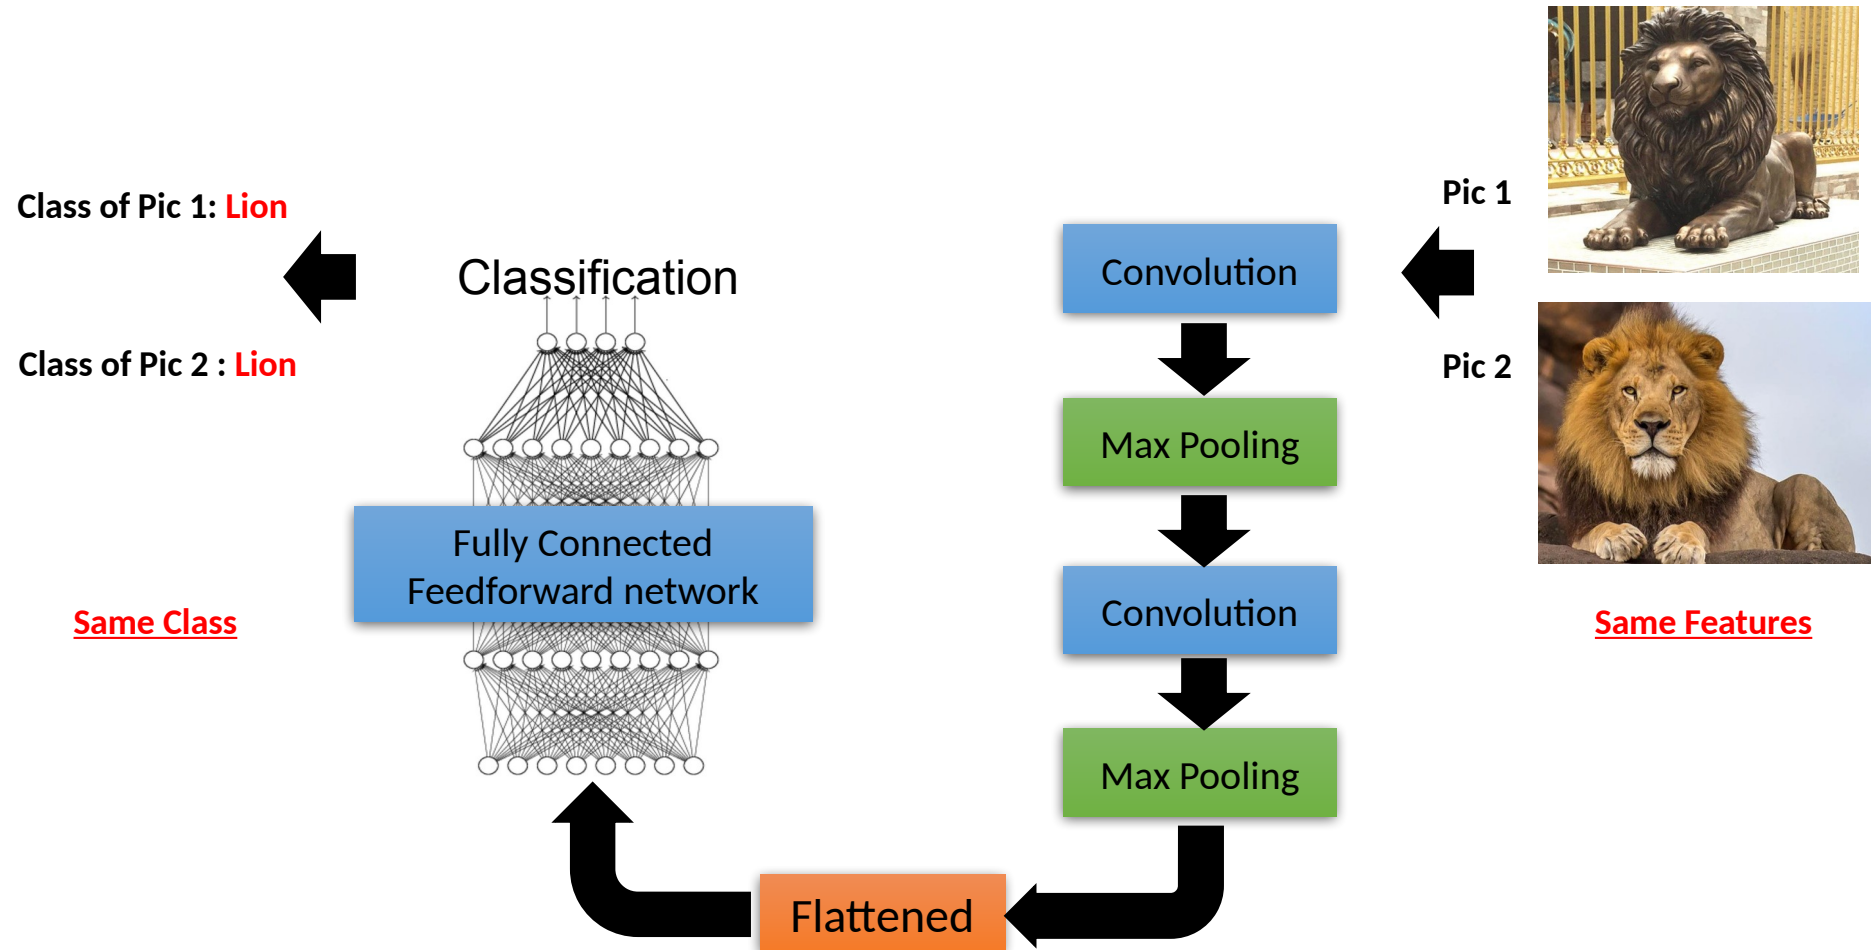 Pic 1
Class of Pic 1: Lion
Convolution
Classification
Pic 2
Class of Pic 2 : Lion
Max Pooling
Fully Connected
Feedforward network
Convolution
Same Class
Same Features
Max Pooling
Flattened